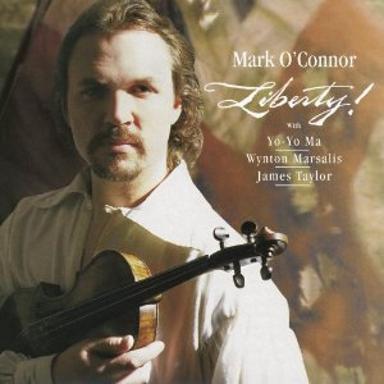 Mark O'Connor
Liberty!
With
Yo-Yo Ma
Wynton Marsalis
James Taylor